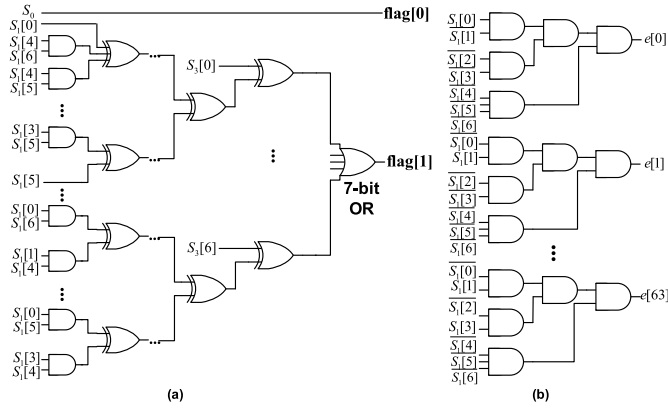 S₀
flag[0]
S₁[0]
S₁[4]
S₁[6]
S₁[4]
S₁[5]
S₁[3]
S₁[5]
S₁[5]
S₁[0]
S₁[6]
S₁[1]
S₁[4]
S₁[0]
S₁[5]
S₁[3]
S₁[4]
S₃[0]
S₃[6]
flag[1]
7-bit
OR
(a)
S₁[0]
S₁[1]
S₁[2]
S₁[3]
S₁[4]
S₁[5]
S₁[6]
e[0]
S₁[0]
S₁[1]
S₁[2]
S₁[3]
S₁[4]
S₁[5]
S₁[6]
e[1]
S₁[0]
S₁[1]
S₁[2]
S₁[3]
S₁[4]
S₁[5]
S₁[6]
e[63]
(b)